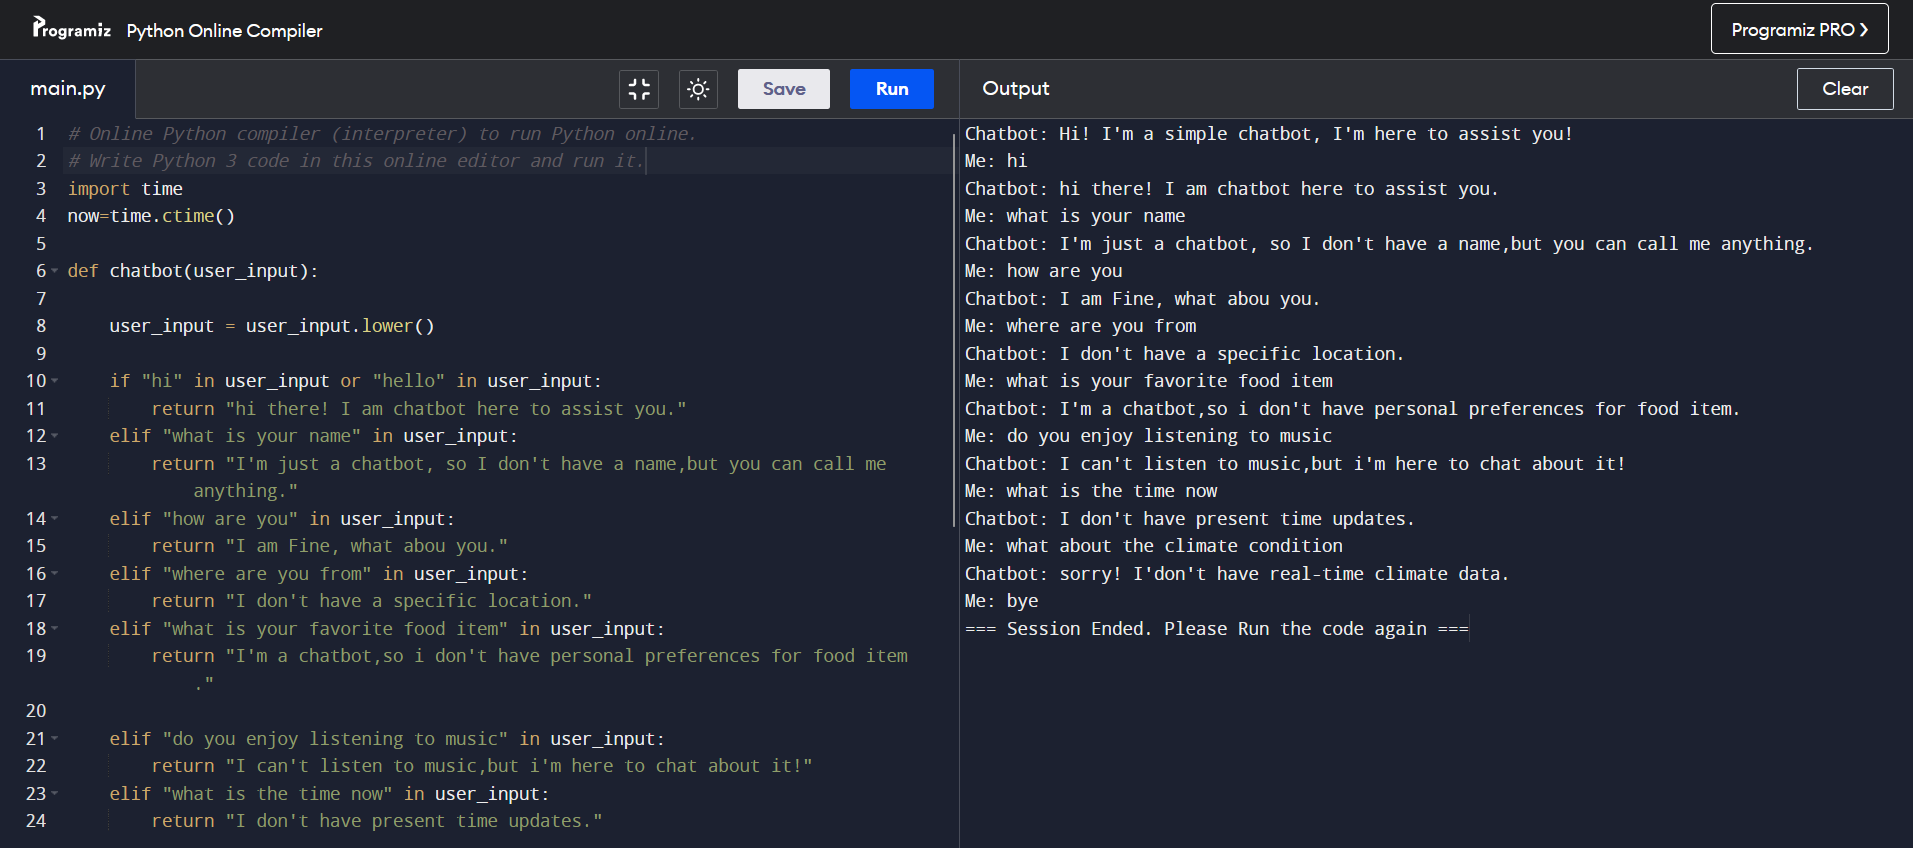 Programiz Python Online Compiler
Programiz PRO ❯
main.py
Save
Run
Output
Clear
1 # Online Python compiler (interpreter) to run Python online.
2 # Write Python 3 code in this online editor and run it.
3 import time
4 now=time.ctime()
5
6 def chatbot(user_input):
7
8     user_input = user_input.lower()
9
10     if "hi" in user_input or "hello" in user_input:
11         return "hi there! I am chatbot here to assist you."
12     elif "what is your name" in user_input:
13         return "I'm just a chatbot, so I don't have a name,but you can call me
            anything."
14     elif "how are you" in user_input:
15         return "I am Fine, what abou you."
16     elif "where are you from" in user_input:
17         return "I don't have a specific location."
18     elif "what is your favorite food item" in user_input:
19         return "I'm a chatbot,so i don't have personal preferences for food item
            ."
20
21     elif "do you enjoy listening to music" in user_input:
22         return "I can't listen to music,but i'm here to chat about it!"
23     elif "what is the time now" in user_input:
24         return "I don't have present time updates."
Chatbot: Hi! I'm a simple chatbot, I'm here to assist you!
Me: hi
Chatbot: hi there! I am chatbot here to assist you.
Me: what is your name
Chatbot: I'm just a chatbot, so I don't have a name,but you can call me anything.
Me: how are you
Chatbot: I am Fine, what abou you.
Me: where are you from
Chatbot: I don't have a specific location.
Me: what is your favorite food item
Chatbot: I'm a chatbot,so i don't have personal preferences for food item.
Me: do you enjoy listening to music
Chatbot: I can't listen to music,but i'm here to chat about it!
Me: what is the time now
Chatbot: I don't have present time updates.
Me: what about the climate condition
Chatbot: sorry! I'don't have real-time climate data.
Me: bye
=== Session Ended. Please Run the code again ===